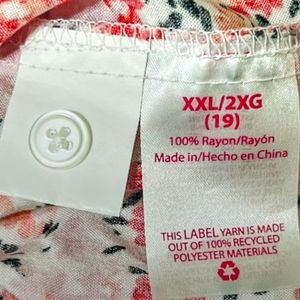 XXL/2XG
(19)
100% Rayon/Rayón
Made in/Hecho en China
THIS LABEL YARN IS MADE
OUT OF 100% RECYCLED
POLYESTER MATERIALS